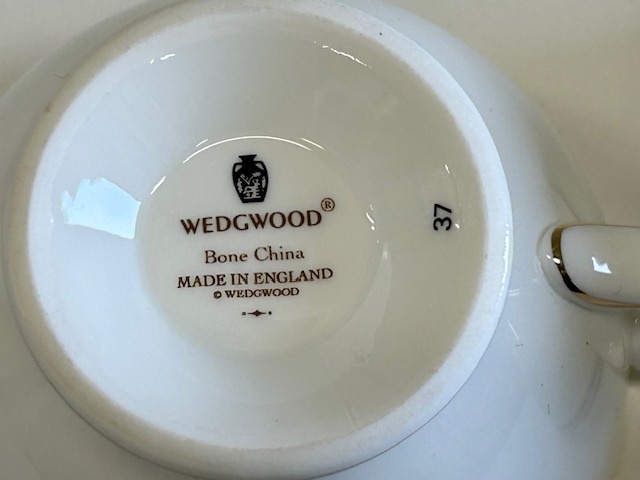 WEDGWOOD®
Bone China
MADE IN ENGLAND
© WEDGWOOD
37